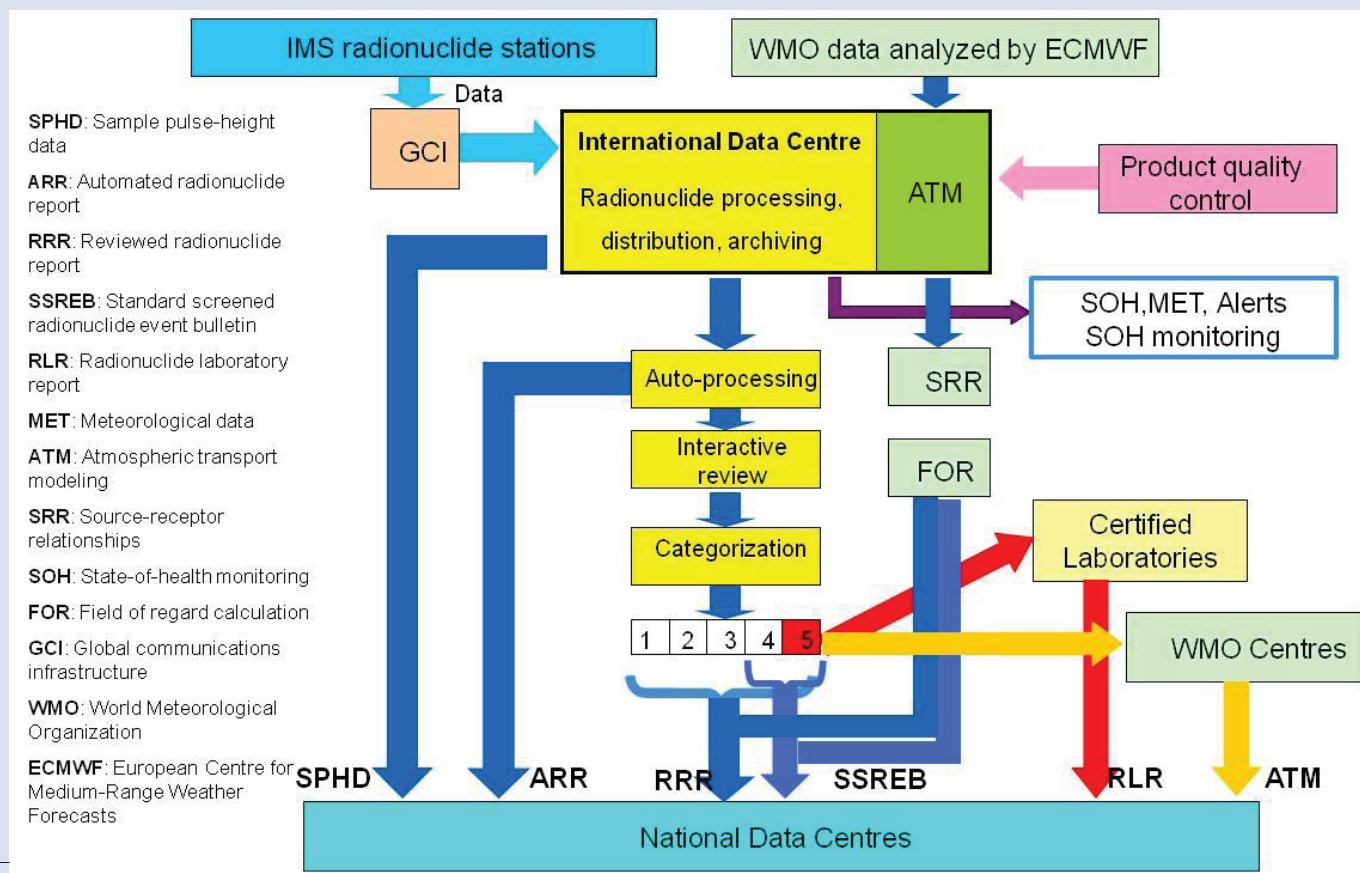 IMS radionuclide stations
WMO data analyzed by ECMWF
Data
SPHD: Sample pulse-height
data
ARR: Automated radionuclide
report
RRR: Reviewed radionuclide
report
SSREB: Standard screened
radionuclide event bulletin
RLR: Radionuclide laboratory
report
MET: Meteorological data
ATM: Atmospheric transport
modeling
SRR: Source-receptor
relationships
SOH: State-of-health monitoring
FOR: Field of regard calculation
GCI: Global communications
infrastructure
WMO: World Meteorological
Organization
ECMWF: European Centre for
Medium-Range Weather
Forecasts
GCI
International Data Centre
Radionuclide processing,
distribution, archiving
ATM
Product quality
control
SOH,MET, Alerts
SOH monitoring
Auto-processing
SRR
Interactive
review
FOR
Categorization
Certified
Laboratories
1 2 3 4 5
WMO Centres
SPHD ARR RRR SSREB RLR ATM
National Data Centres